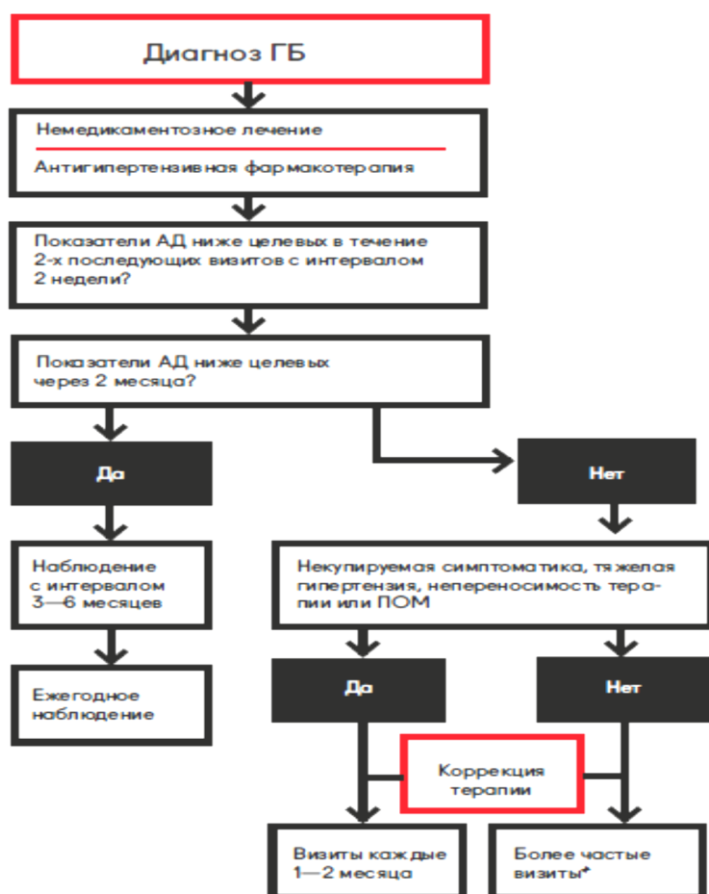 Диагноз ГБ
Немедикаментозное лечение
Антигипертензивная фармакотерапия
Показатели АД ниже целевых в течение
2-х последующих визитов с интервалом
2 недели?
Показатели АД ниже целевых
через 2 месяца?
Да
Нет
Наблюдение
с интервалом
3—6 месяцев
Ежегодное
наблюдение
Некупируемая симптоматика, тяжелая
гипертензия, непереносимость тера-
пии или ПОМ
Да
Нет
Коррекция
терапии
Визиты каждые
1—2 месяца
Более частые
визиты*